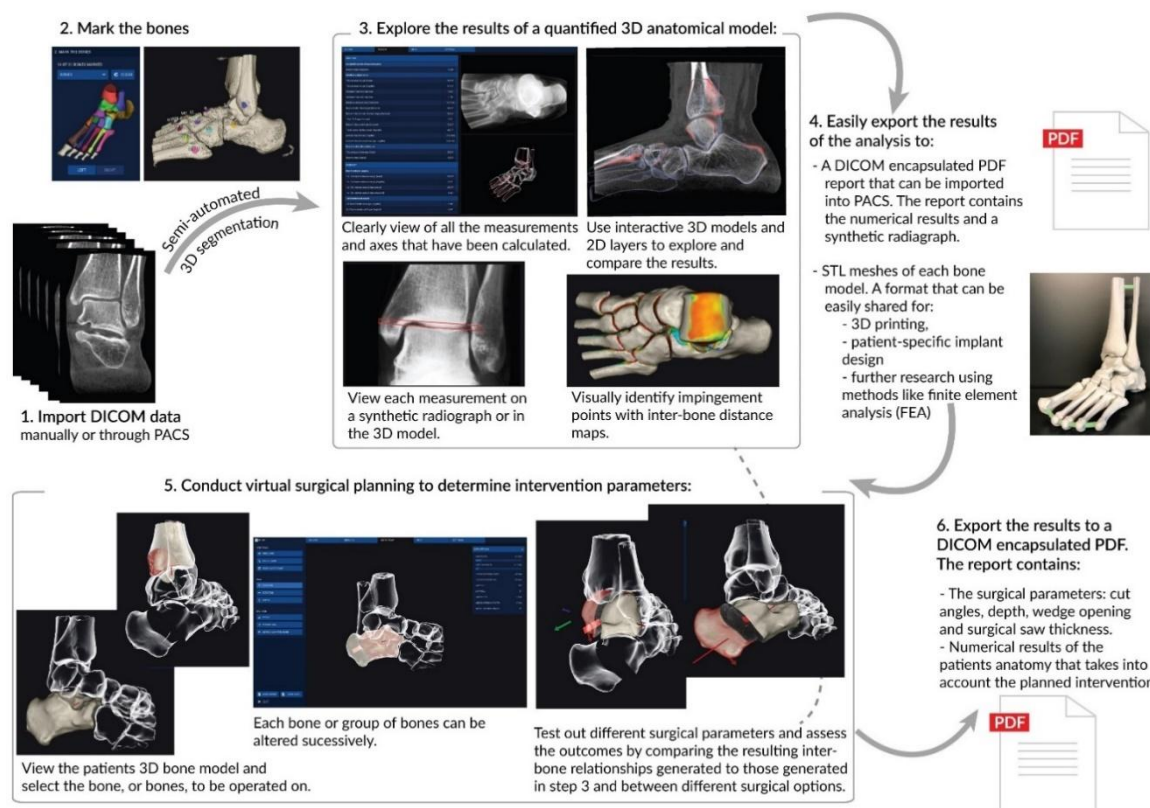 2. Mark the bones
Semi-automated
3D segmentation
1. Import DICOM data
manually or through PACS
3. Explore the results of a quantified 3D anatomical model:
Clearly view of all the measurements
and axes that have been calculated.
Use interactive 3D models and
2D layers to explore and
compare the results.
View each measurement on
a synthetic radiograph or in
the 3D model.
Visually identify impingement
points with inter-bone distance
maps.
4. Easily export the results
of the analysis to:
- A DICOM encapsulated PDF
report that can be imported
into PACS. The report contains
the numerical results and a
synthetic radiagraph.
- STL meshes of each bone
model. A format that can be
easily shared for:
- 3D printing,
- patient-specific implant
design
- further research using
methods like finite element
analysis (FEA)
PDF
5. Conduct virtual surgical planning to determine intervention parameters:
View the patients 3D bone model and
select the bone, or bones, to be operated on.
Each bone or group of bones can be
altered sucessively.
Test out different surgical parameters and assess
the outcomes by comparing the resulting inter-
bone relationships generated to those generated
in step 3 and between different surgical options.
6. Export the results to a
DICOM encapsulated PDF.
The report contains:
- The surgical parameters: cut
angles, depth, wedge opening
and surgical saw thickness.
- Numerical results of the
patients anatomy that takes into
account the planned intervention
PDF